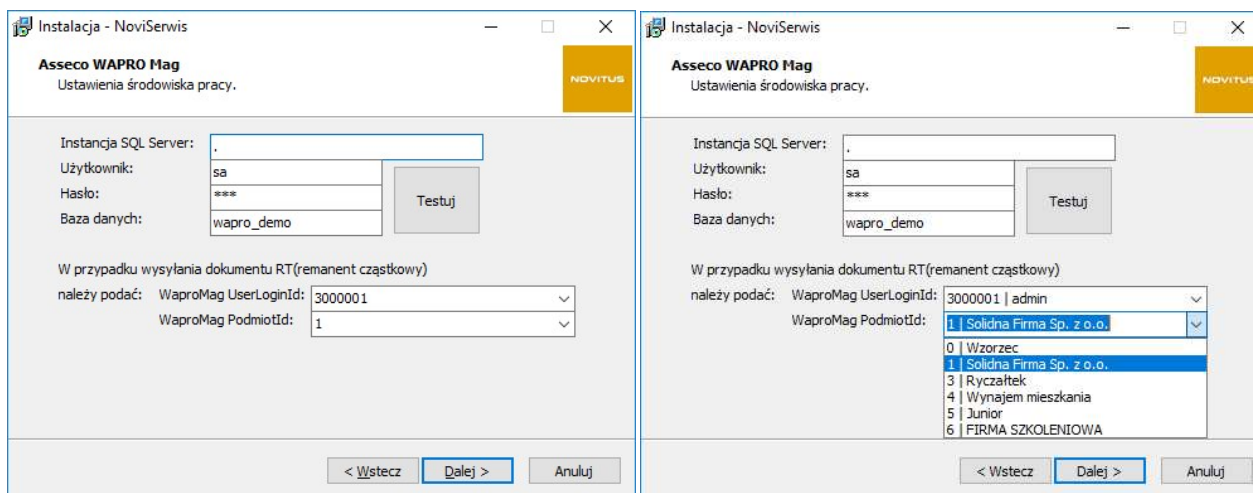 Instalacja - NoviSerwis
Asseco WAPRO Mag
Ustawienia środowiska pracy.
NOVITUS
Instancja SQL Server: .
Użytkownik: sa
Hasło: ***
Baza danych: wapro_demo
Testuj
W przypadku wysyłania dokumentu RT(remanent cząstkowy)
należy podać: WaproMag UserLoginId: 3000001
WaproMag PodmiotId: 1
< Wstecz Dalej > Anuluj
Instalacja - NoviSerwis
Asseco WAPRO Mag
Ustawienia środowiska pracy.
NOVITUS
Instancja SQL Server: .
Użytkownik: sa
Hasło: ***
Baza danych: wapro_demo
Testuj
W przypadku wysyłania dokumentu RT(remanent cząstkowy)
należy podać: WaproMag UserLoginId: 3000001 | admin
WaproMag PodmiotId: 1 | Solidna Firma Sp. z o.o.
0 | Wzorzec
1 | Solidna Firma Sp. z o.o.
3 | Ryczałtek
4 | Wynajem mieszkania
5 | Junior
6 | FIRMA SZKOLENIOWA
< Wstecz Dalej > Anuluj